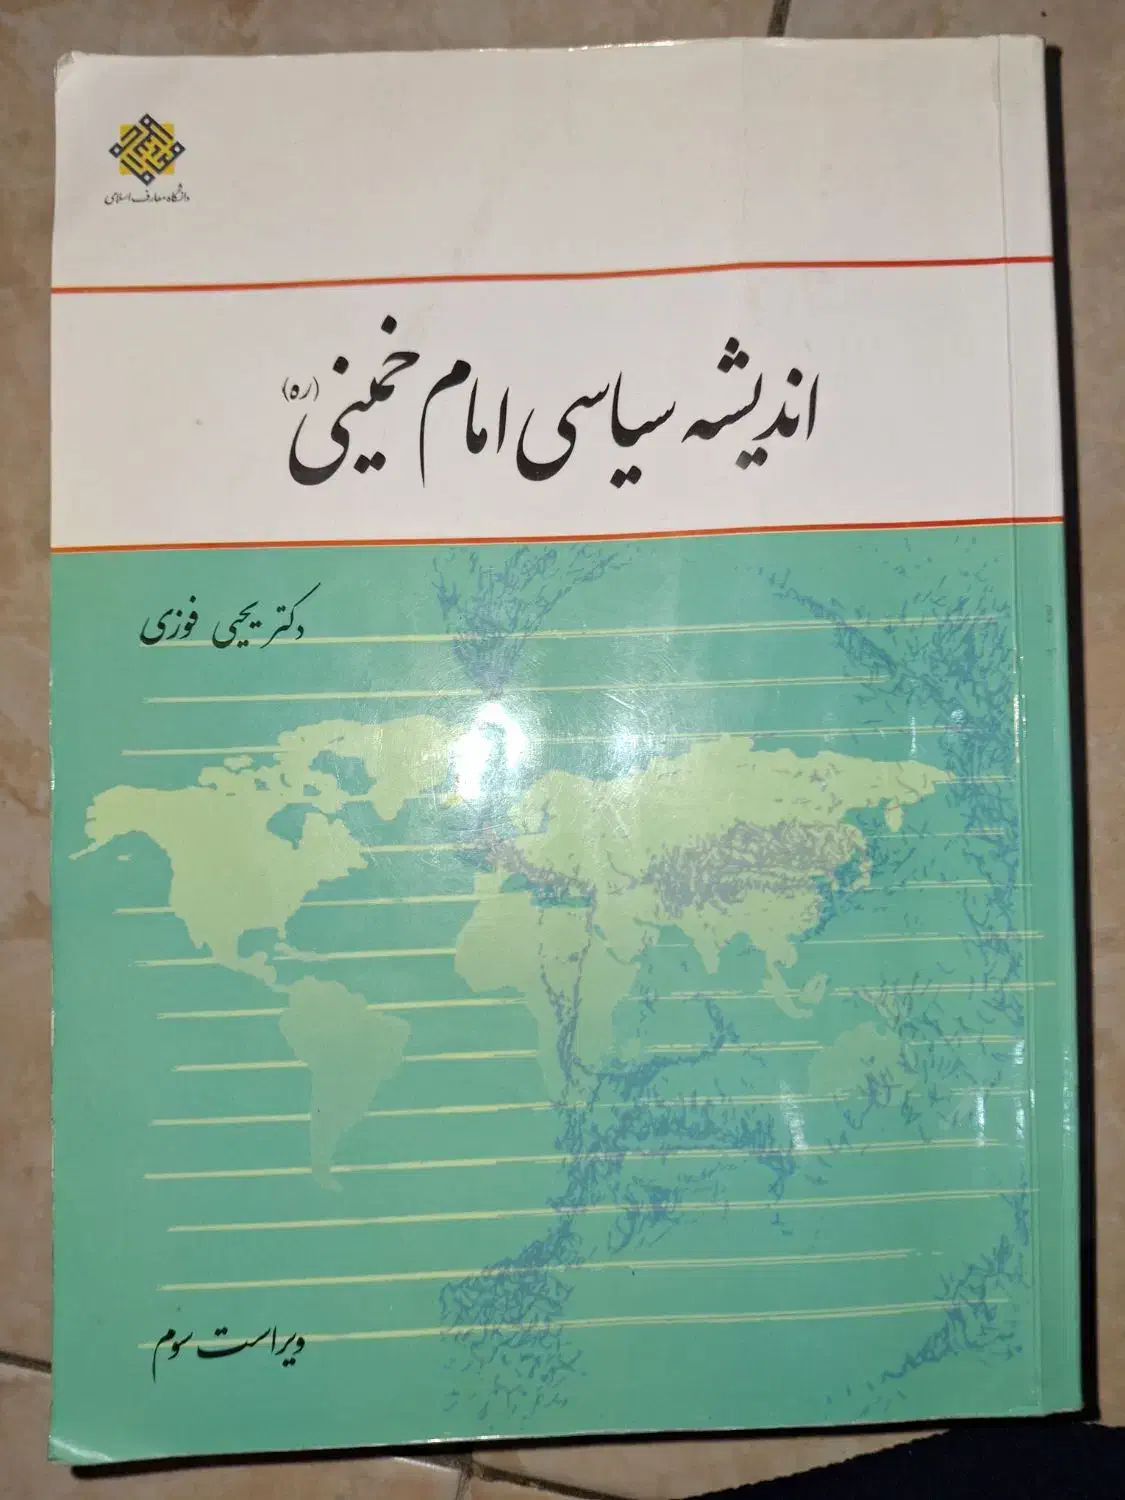 دانشگاه معارف اسلامی
اندیشه سیاسی امام خمینی (ره)
دکتر یحیی فوزی
ویراست سوم